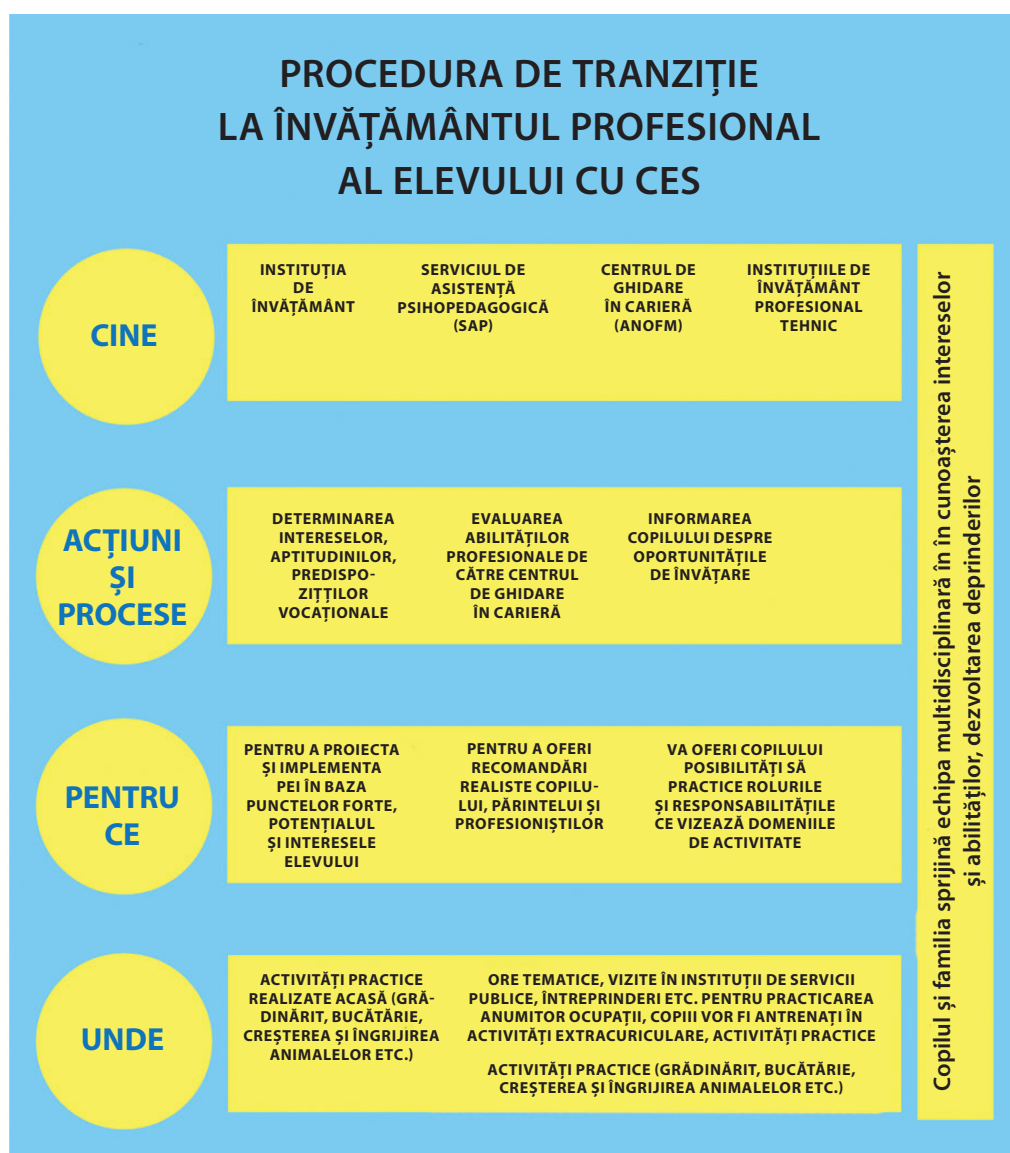 PROCEDURA DE TRANZIȚIE
LA ÎNVĂȚĂMÂNTUL PROFESIONAL
AL ELEVULUI CU CES
CINE
INSTITUȚIA
DE
ÎNVĂȚĂMÂNT
SERVICIUL DE
ASISTENȚĂ
PSIHOPEDAGOGICĂ
(SAP)
CENTRUL DE
GHIDARE
ÎN CARIERĂ
(ANOFM)
INSTITUȚIILE DE
ÎNVĂȚĂMÂNT
PROFESIONAL
TEHNIC
ACȚIUNI
ȘI
PROCESE
DETERMINAREA
INTERESELOR,
APTITUDINILOR,
PREDISPO-
ZIȚȚILOR
VOCAȚIONALE
EVALUAREA
ABILITĂȚILOR
PROFESIONALE DE
CĂTRE CENTRUL
DE GHIDARE
ÎN CARIERĂ
INFORMAREA
COPILULUI DESPRE
OPORTUNITĂȚILE
DE ÎNVĂȚARE
PENTRU
CE
PENTRU A PROIECTA
ȘI IMPLEMENTA
PEI ÎN BAZA
PUNCTELOR FORTE,
POTENȚIALUL
ȘI INTERESELE
ELEVULUI
PENTRU A OFERI
RECOMANDĂRI
REALISTE COPILU-
LUI, PĂRINTELUI ȘI
PROFESIONIȘTILOR
VA OFERI COPILULUI
POSIBILITĂȚI SĂ
PRACTICE ROLURILE
ȘI RESPONSABILITĂȚILE
CE VIZEAZĂ DOMENIILE
DE ACTIVITATE
UNDE
ACTIVITĂȚI PRACTICE
REALIZATE ACASĂ (GRĂ-
DINĂRIT, BUCĂTĂRIE,
CREȘTEREA ȘI ÎNGRIJIREA
ANIMALELOR ETC.)
ORE TEMATICE, VIZITE ÎN INSTITUȚII DE SERVICII
PUBLICE, ÎNTREPRINDERI ETC. PENTRU PRACTICAREA
ANUMITOR OCUPAȚII, COPIII VOR FI ANTRENAȚI ÎN
ACTIVITĂȚI EXTRACURICULARE, ACTIVITĂȚI PRACTICE
ACTIVITĂȚI PRACTICE (GRĂDINĂRIT, BUCĂTĂRIE,
CREȘTEREA ȘI ÎNGRIJIREA ANIMALELOR ETC.)
Copilul și familia sprijină echipa multidisciplinară în în cunoașterea intereselor
și abilităților, dezvoltarea deprinderilor